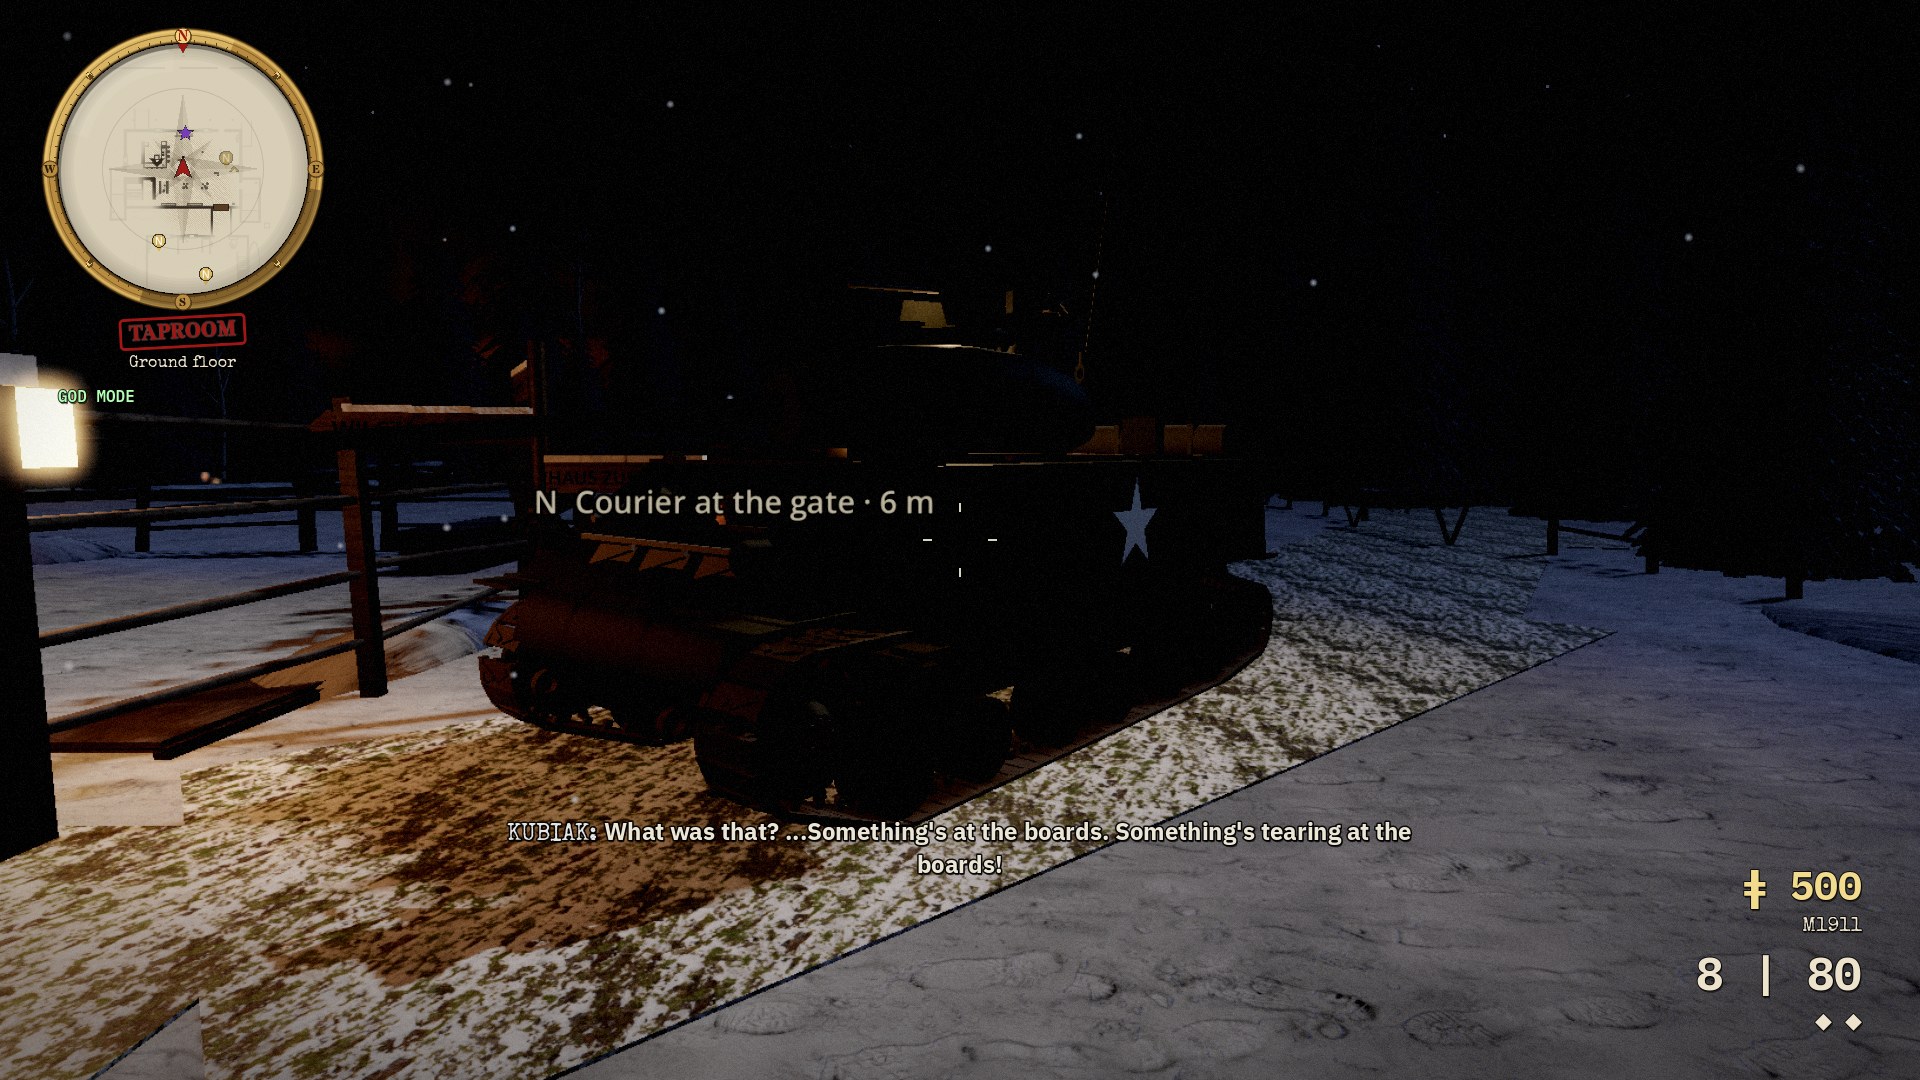 N
W
E
N
N
N
S
TAPROOM
Ground floor
GOD MODE
N Courier at the gate · 6 m
KUBIAK: What was that? ...Something's at the boards. Something's tearing at the
boards!
500
M1911
8 | 80